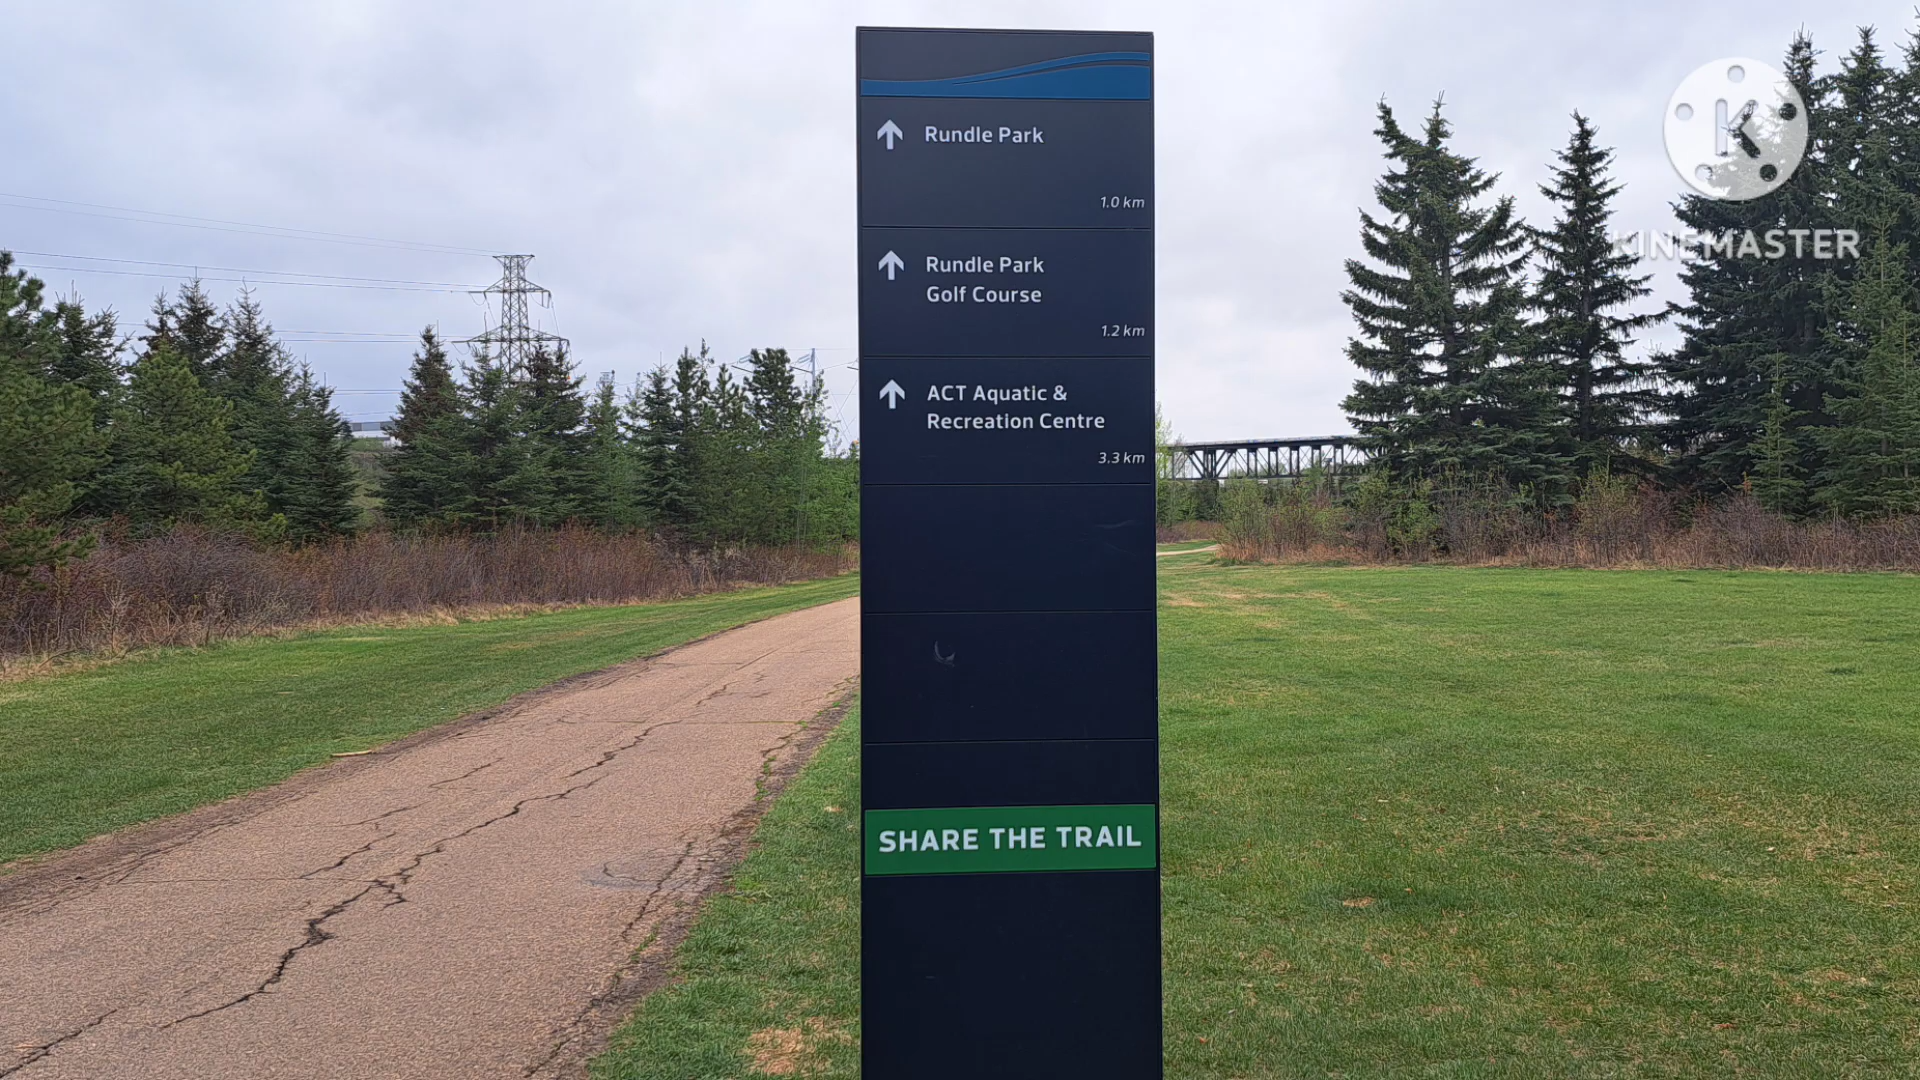 Rundle Park
1.0 km
Rundle Park
Golf Course
1.2 km
ACT Aquatic &
Recreation Centre
3.3 km
SHARE THE TRAIL
K
KINEMASTER